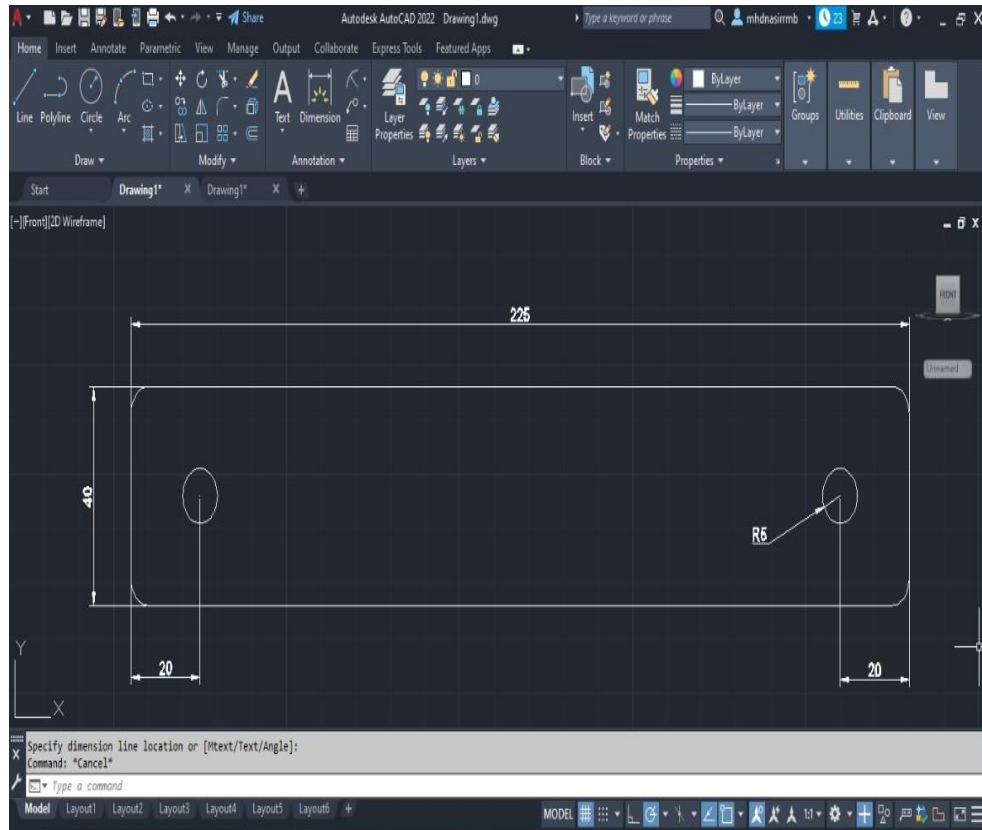 Share
Autodesk AutoCAD 2022 Drawing1.dwg
Type a keyword or phrase
mhdnasirrmb
23
Home Insert Annotate Parametric View Manage Output Collaborate Express Tools Featured Apps
Line Polyline Circle Arc
Text Dimension
Layer Properties
0
Insert
Match Properties
ByLayer
ByLayer
ByLayer
Groups
Utilities
Clipboard
View
Draw Modify Annotation Layers Block Properties
Start Drawing1* X Drawing1* X +
[-][Front][2D Wireframe]
FRONT
Unnamed
225
40
R5
20
20
Y
X
Specify dimension line location or [Mtext/Text/Angle]:
Command: *Cancel*
Type a command
Model Layout1 Layout2 Layout3 Layout4 Layout5 Layout6 +
MODEL
1:1